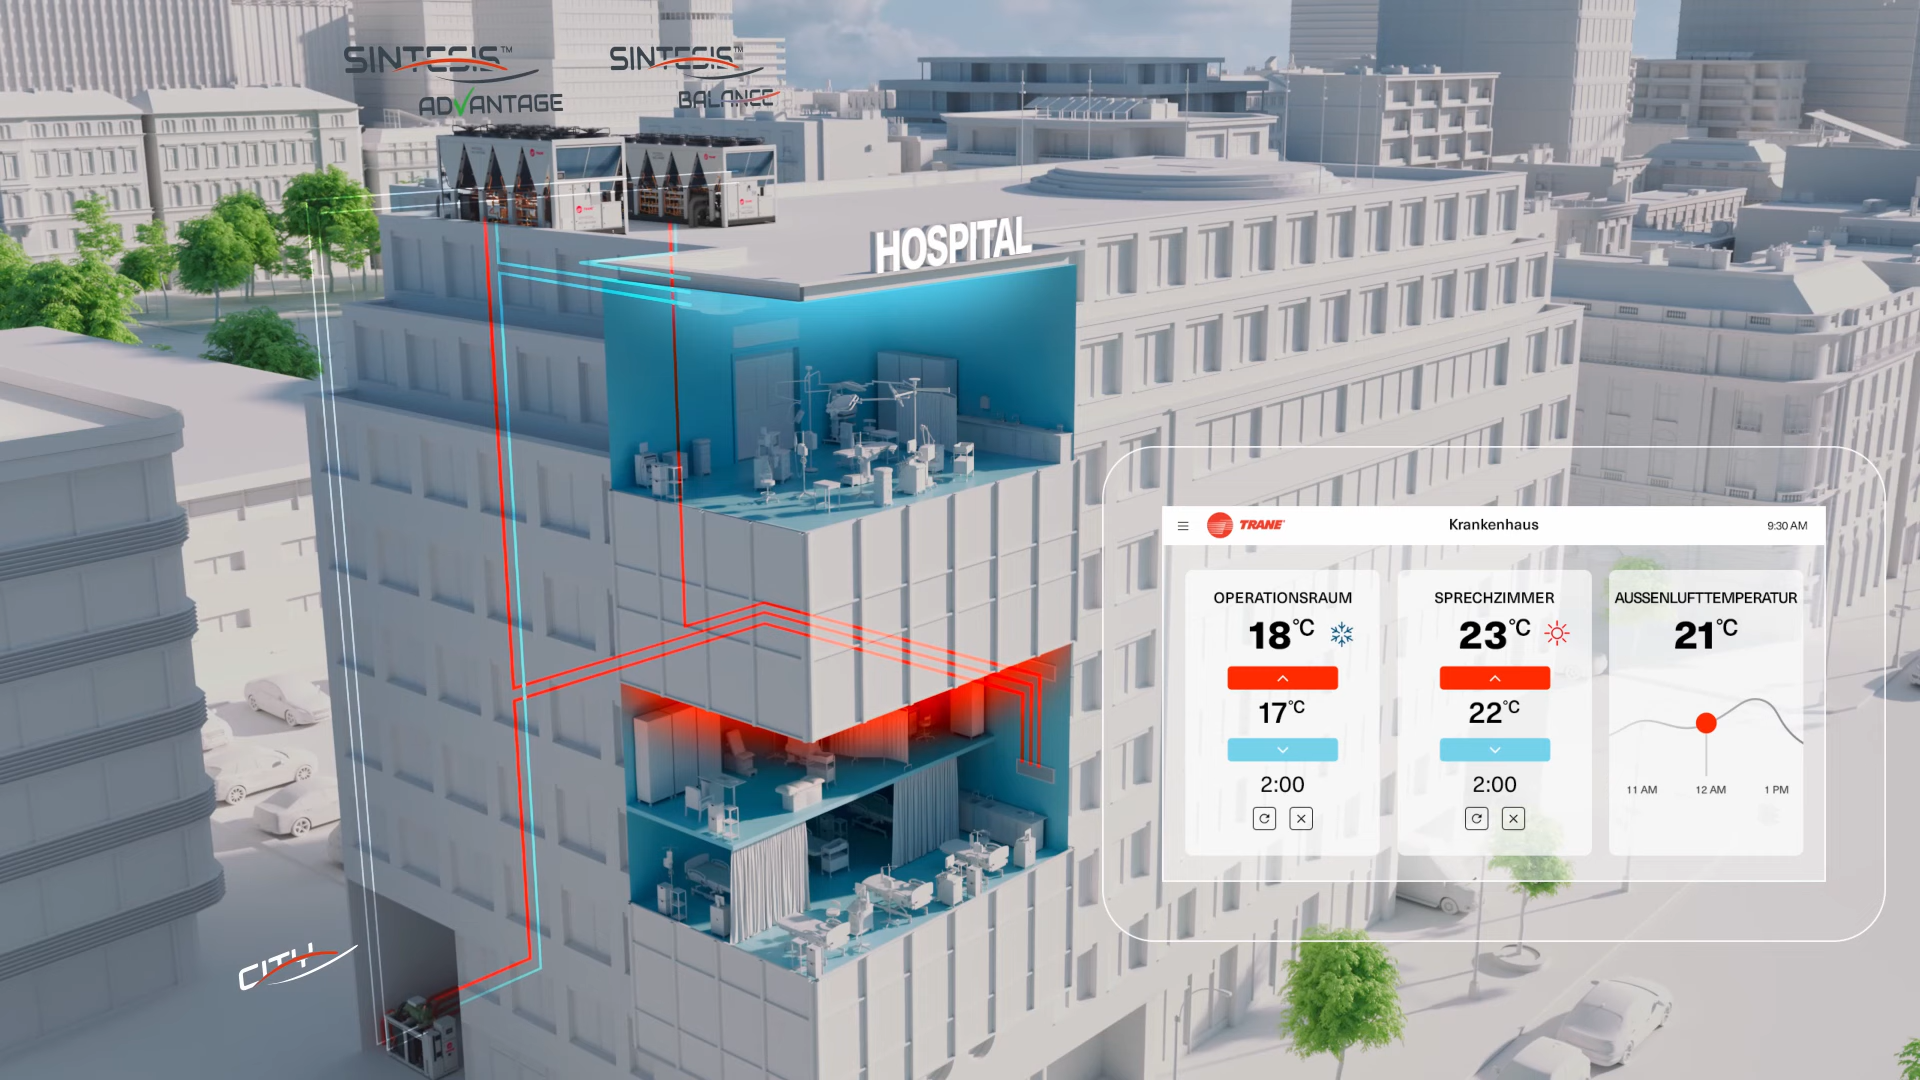 SINTESIS™
ADVANTAGE
SINTESIS™
BALANCE
HOSPITAL
TRANE
Krankenhaus
9:30 AM
OPERATIONSRAUM
18°C
17°C
2:00
SPRECHZIMMER
23°C
22°C
2:00
AUSSENLUFTTEMPERATUR
21°C
11 AM
12 AM
1 PM
CITY